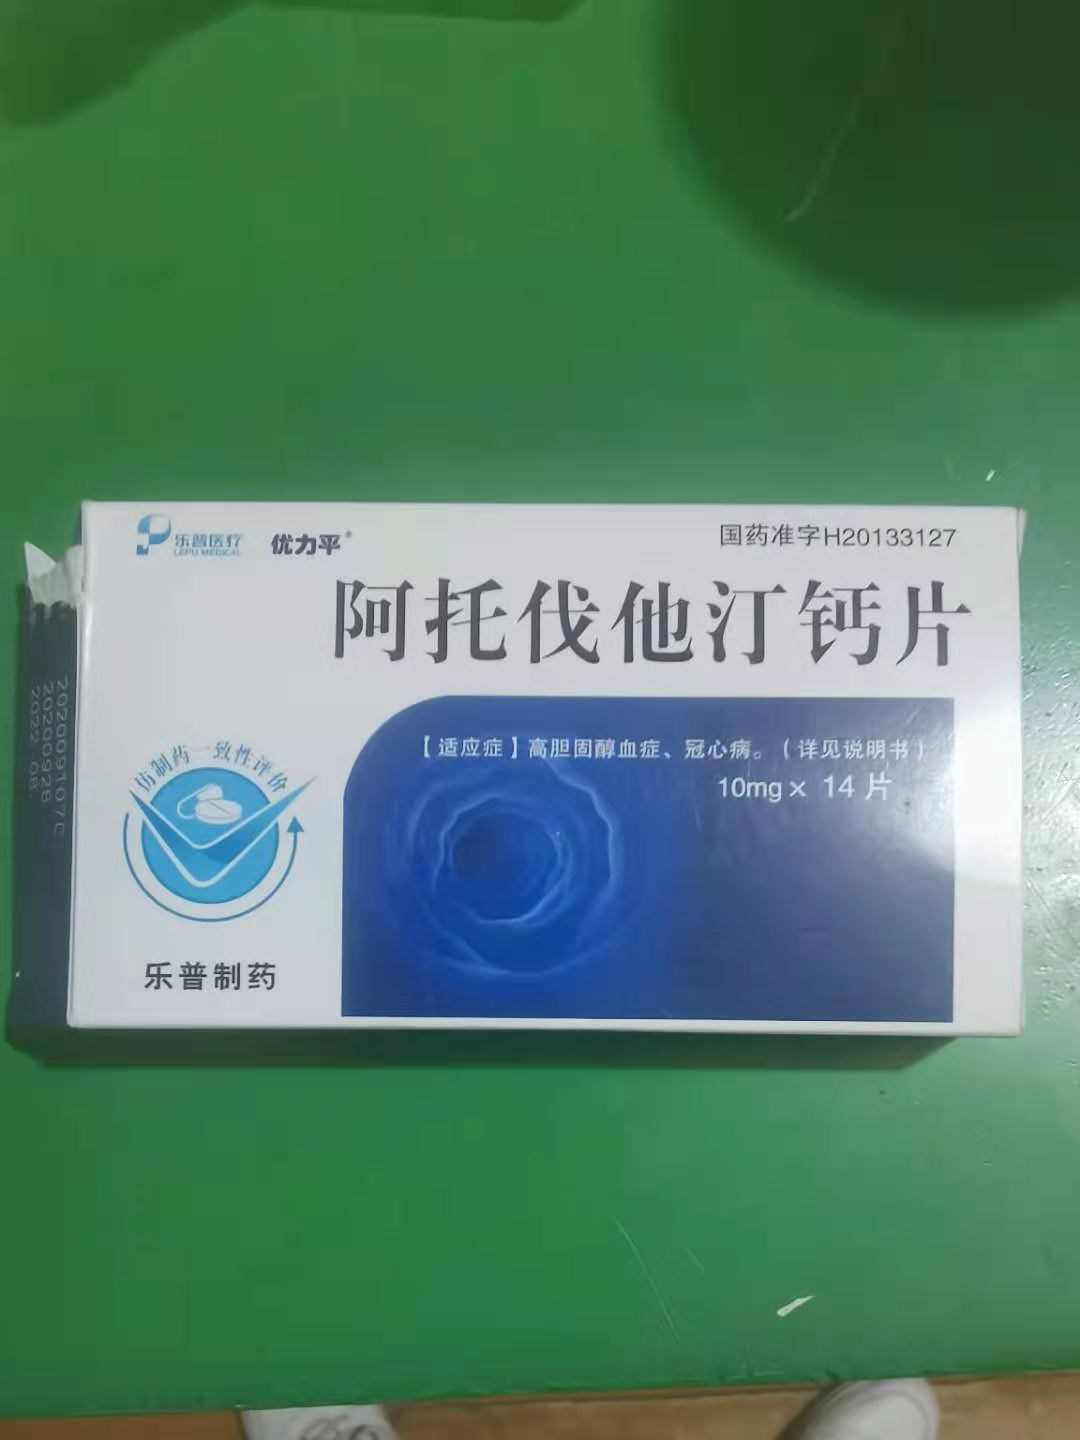 乐普医疗
LEPU MEDICAL
优力平®
国药准字H20133127
阿托伐他汀钙片
【适应症】高胆固醇血症、冠心病。（详见说明书）
10mg× 14 片
仿制药一致性评价
乐普制药
20200928
2022.08.